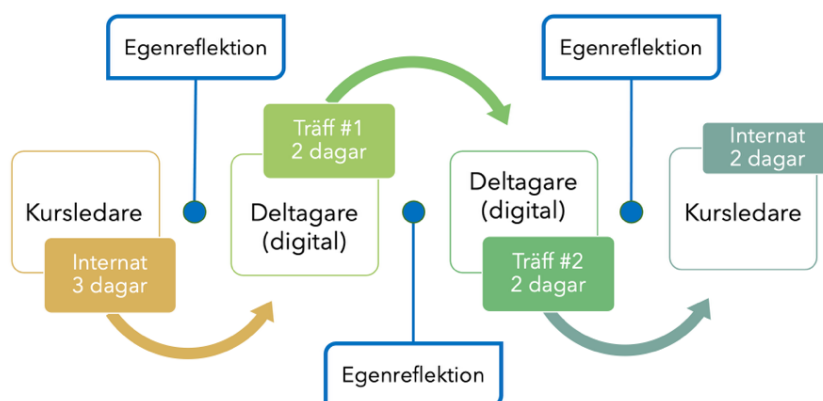 Egenreflektion
Egenreflektion
Träff #1
2 dagar
Internat
2 dagar
Kursledare
Deltagare
(digital)
Deltagare
(digital)
Kursledare
Internat
3 dagar
Träff #2
2 dagar
Egenreflektion